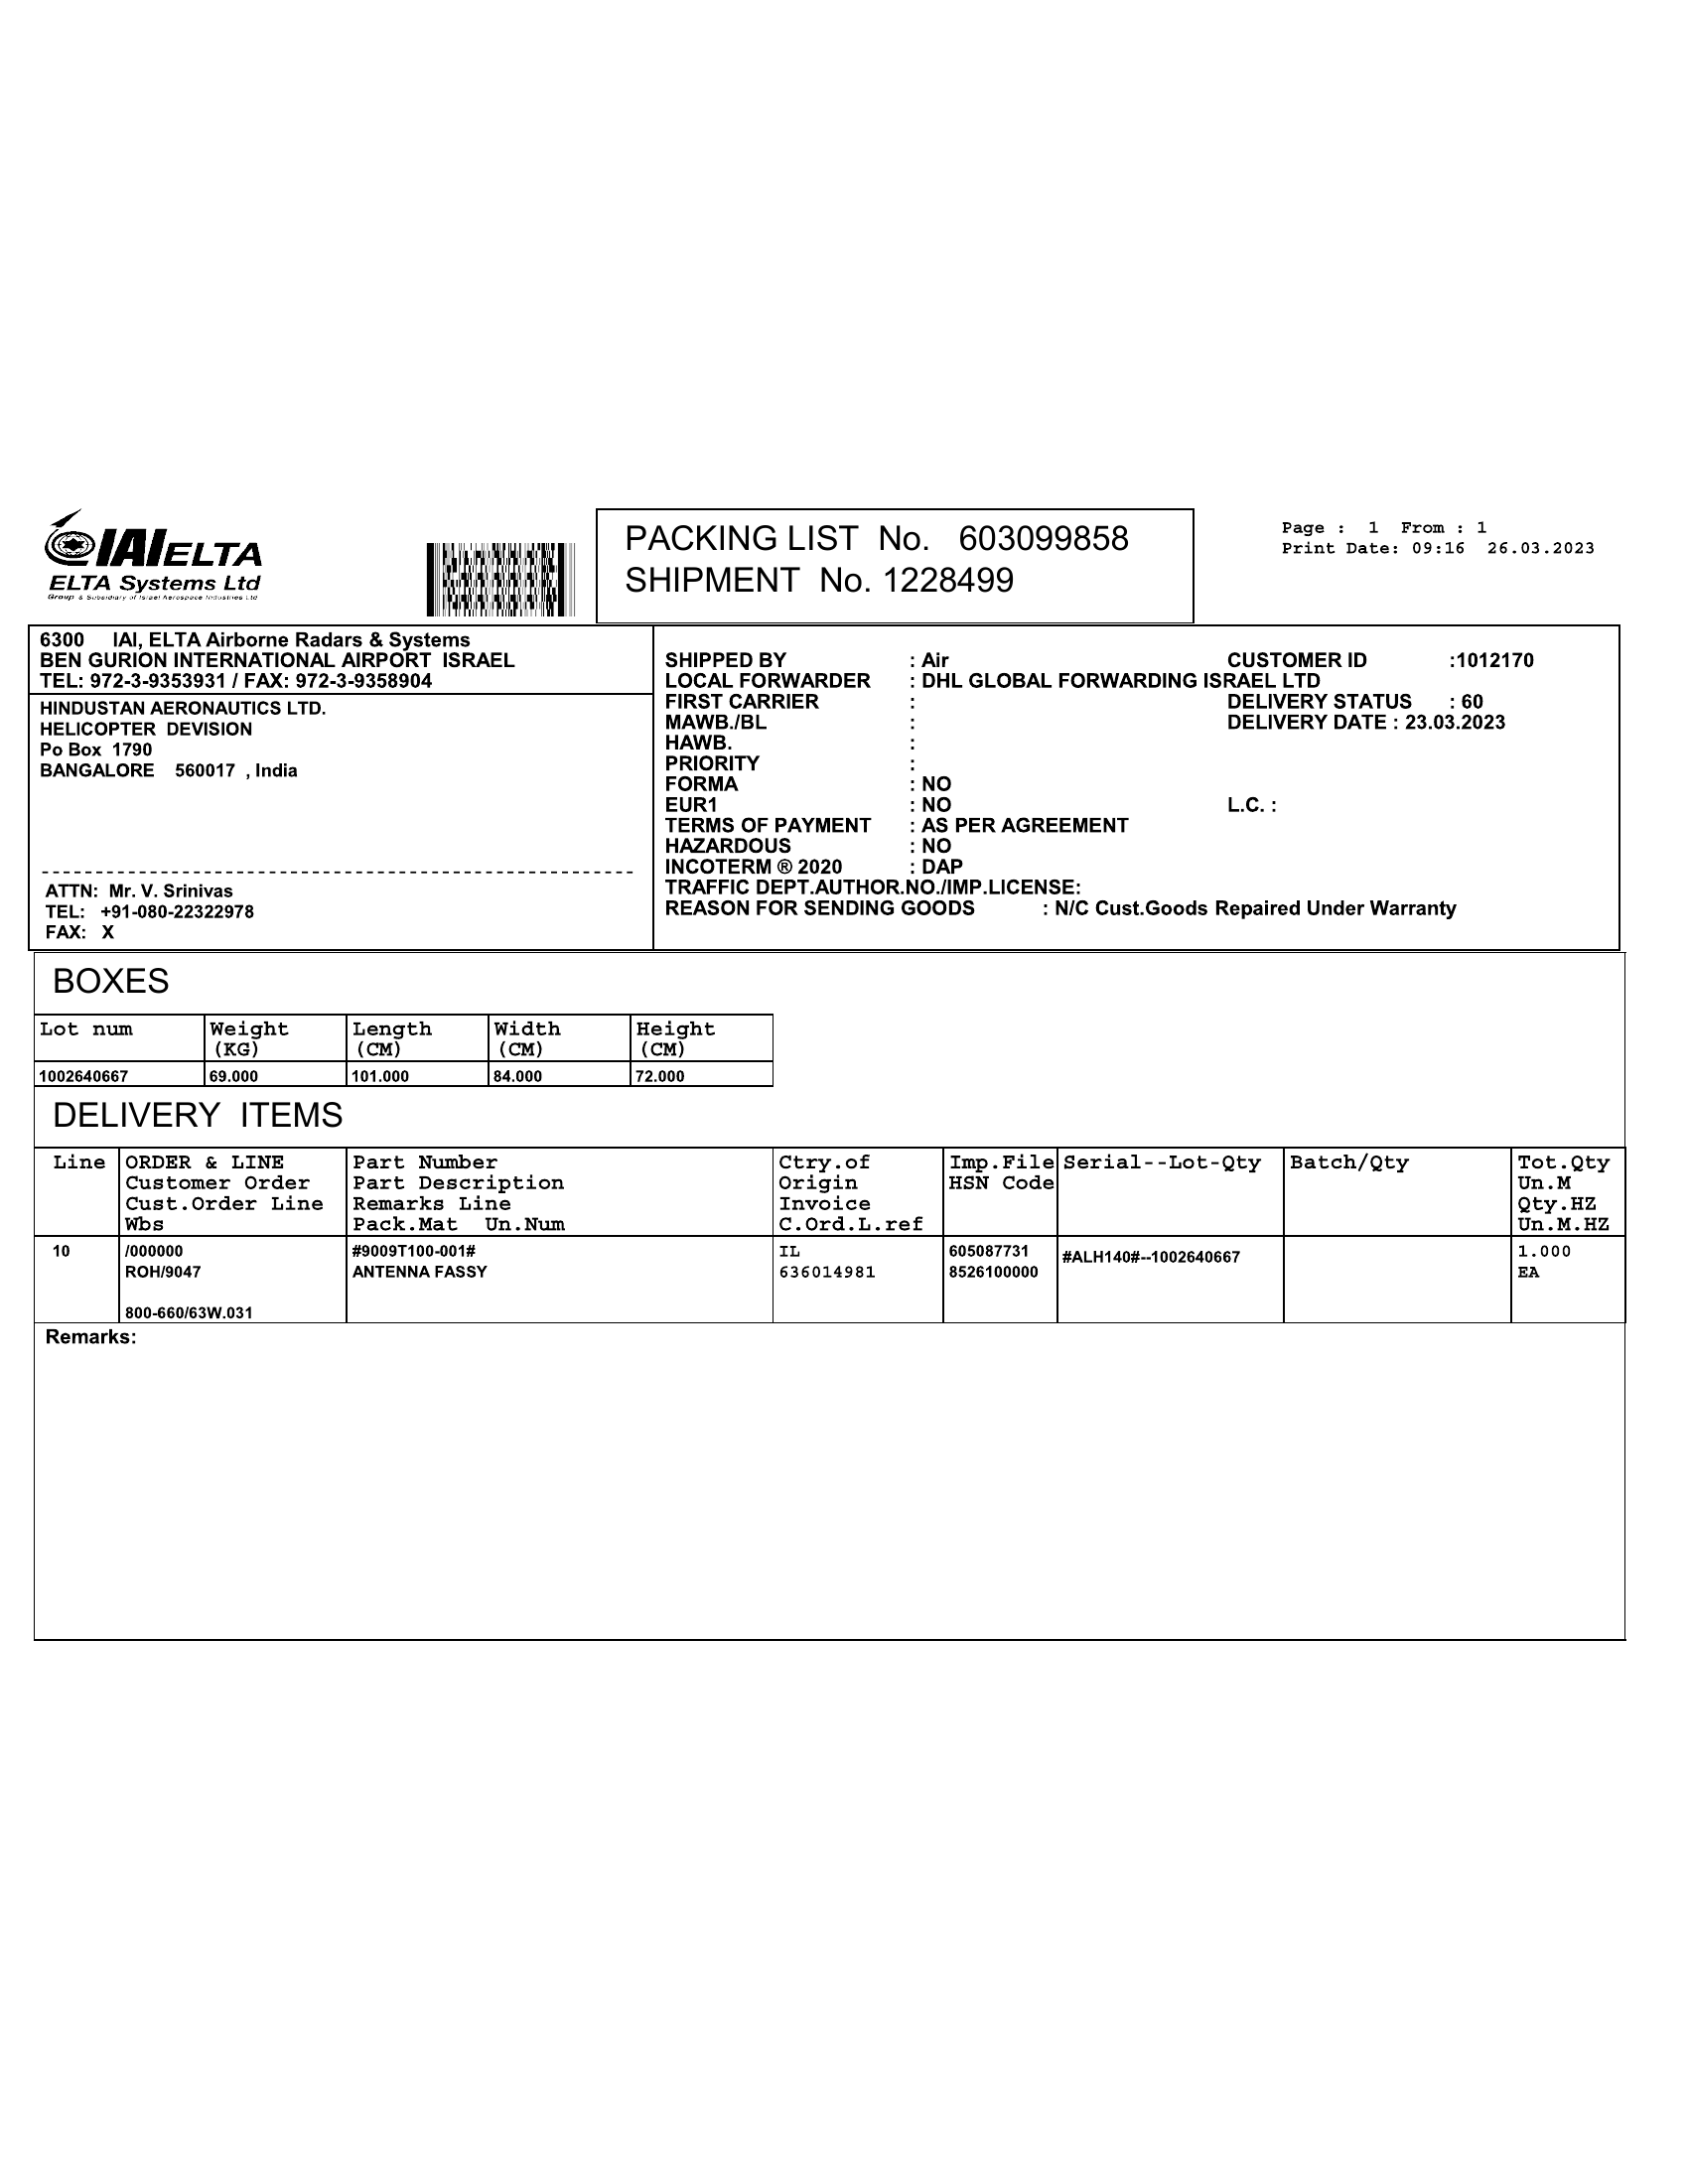 IAI ELTA
ELTA Systems Ltd
Group & Subsidiary of Israel Aerospace Industries Ltd
PACKING LIST No. 603099858
SHIPMENT No. 1228499
Page : 1 From : 1
Print Date: 09:16 26.03.2023
6300 IAI, ELTA Airborne Radars & Systems
BEN GURION INTERNATIONAL AIRPORT ISRAEL
TEL: 972-3-9353931 / FAX: 972-3-9358904
HINDUSTAN AERONAUTICS LTD.
HELICOPTER DEVISION
Po Box 1790
BANGALORE 560017 , India
ATTN: Mr. V. Srinivas
TEL: +91-080-22322978
FAX: X
SHIPPED BY : Air CUSTOMER ID :1012170
LOCAL FORWARDER : DHL GLOBAL FORWARDING ISRAEL LTD
FIRST CARRIER : DELIVERY STATUS : 60
MAWB./BL : DELIVERY DATE : 23.03.2023
HAWB. :
PRIORITY :
FORMA : NO
EUR1 : NO L.C. :
TERMS OF PAYMENT : AS PER AGREEMENT
HAZARDOUS : NO
INCOTERM ® 2020 : DAP
TRAFFIC DEPT.AUTHOR.NO./IMP.LICENSE:
REASON FOR SENDING GOODS : N/C Cust.Goods Repaired Under Warranty
BOXES
Lot num Weight Length Width Height
(KG) (CM) (CM) (CM)
1002640667 69.000 101.000 84.000 72.000
DELIVERY ITEMS
Line ORDER & LINE Part Number Ctry.of Imp.File Serial--Lot-Qty Batch/Qty Tot.Qty
Customer Order Part Description Origin HSN Code Un.M
Cust.Order Line Remarks Line Invoice Qty.HZ
Wbs Pack.Mat Un.Num C.Ord.L.ref Un.M.HZ
10 /000000 #9009T100-001# IL 605087731 #ALH140#--1002640667 1.000
ROH/9047 ANTENNA FASSY 636014981 8526100000 EA
800-660/63W.031
Remarks: